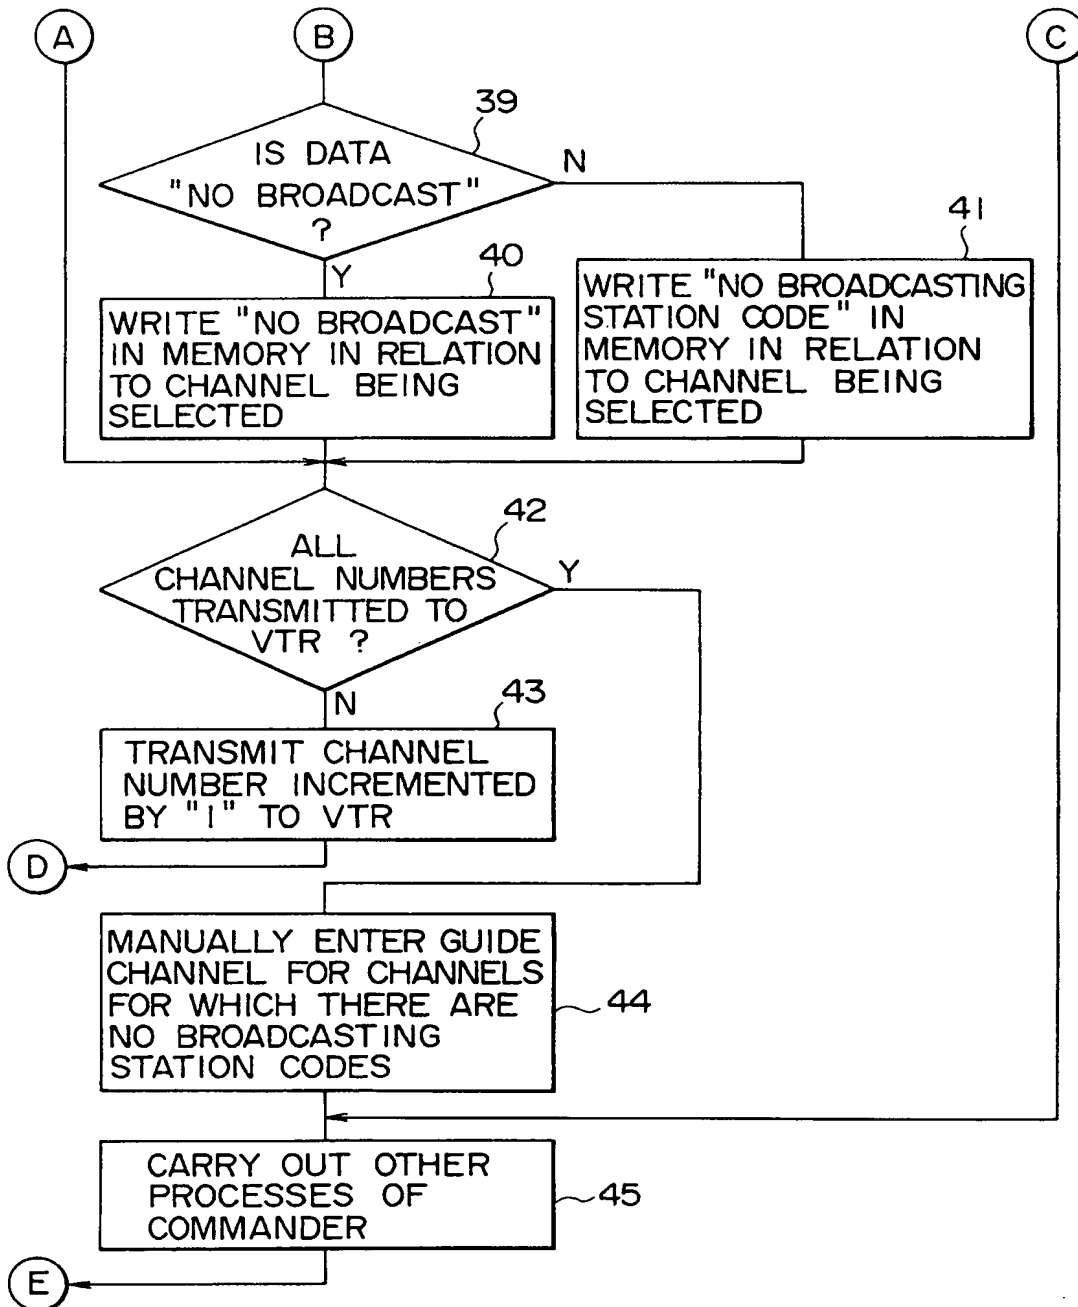 A
B
C
39
IS DATA
"NO BROADCAST"
?
N
Y
40
WRITE "NO BROADCAST"
IN MEMORY IN RELATION
TO CHANNEL BEING
SELECTED
41
WRITE "NO BROADCASTING
STATION CODE" IN
MEMORY IN RELATION
TO CHANNEL BEING
SELECTED
42
ALL
CHANNEL NUMBERS
TRANSMITTED TO
VTR ?
Y
N
43
TRANSMIT CHANNEL
NUMBER INCREMENTED
BY "1" TO VTR
D
MANUALLY ENTER GUIDE
CHANNEL FOR CHANNELS
FOR WHICH THERE ARE
NO BROADCASTING
STATION CODES
44
CARRY OUT OTHER
PROCESSES OF
COMMANDER
45
E